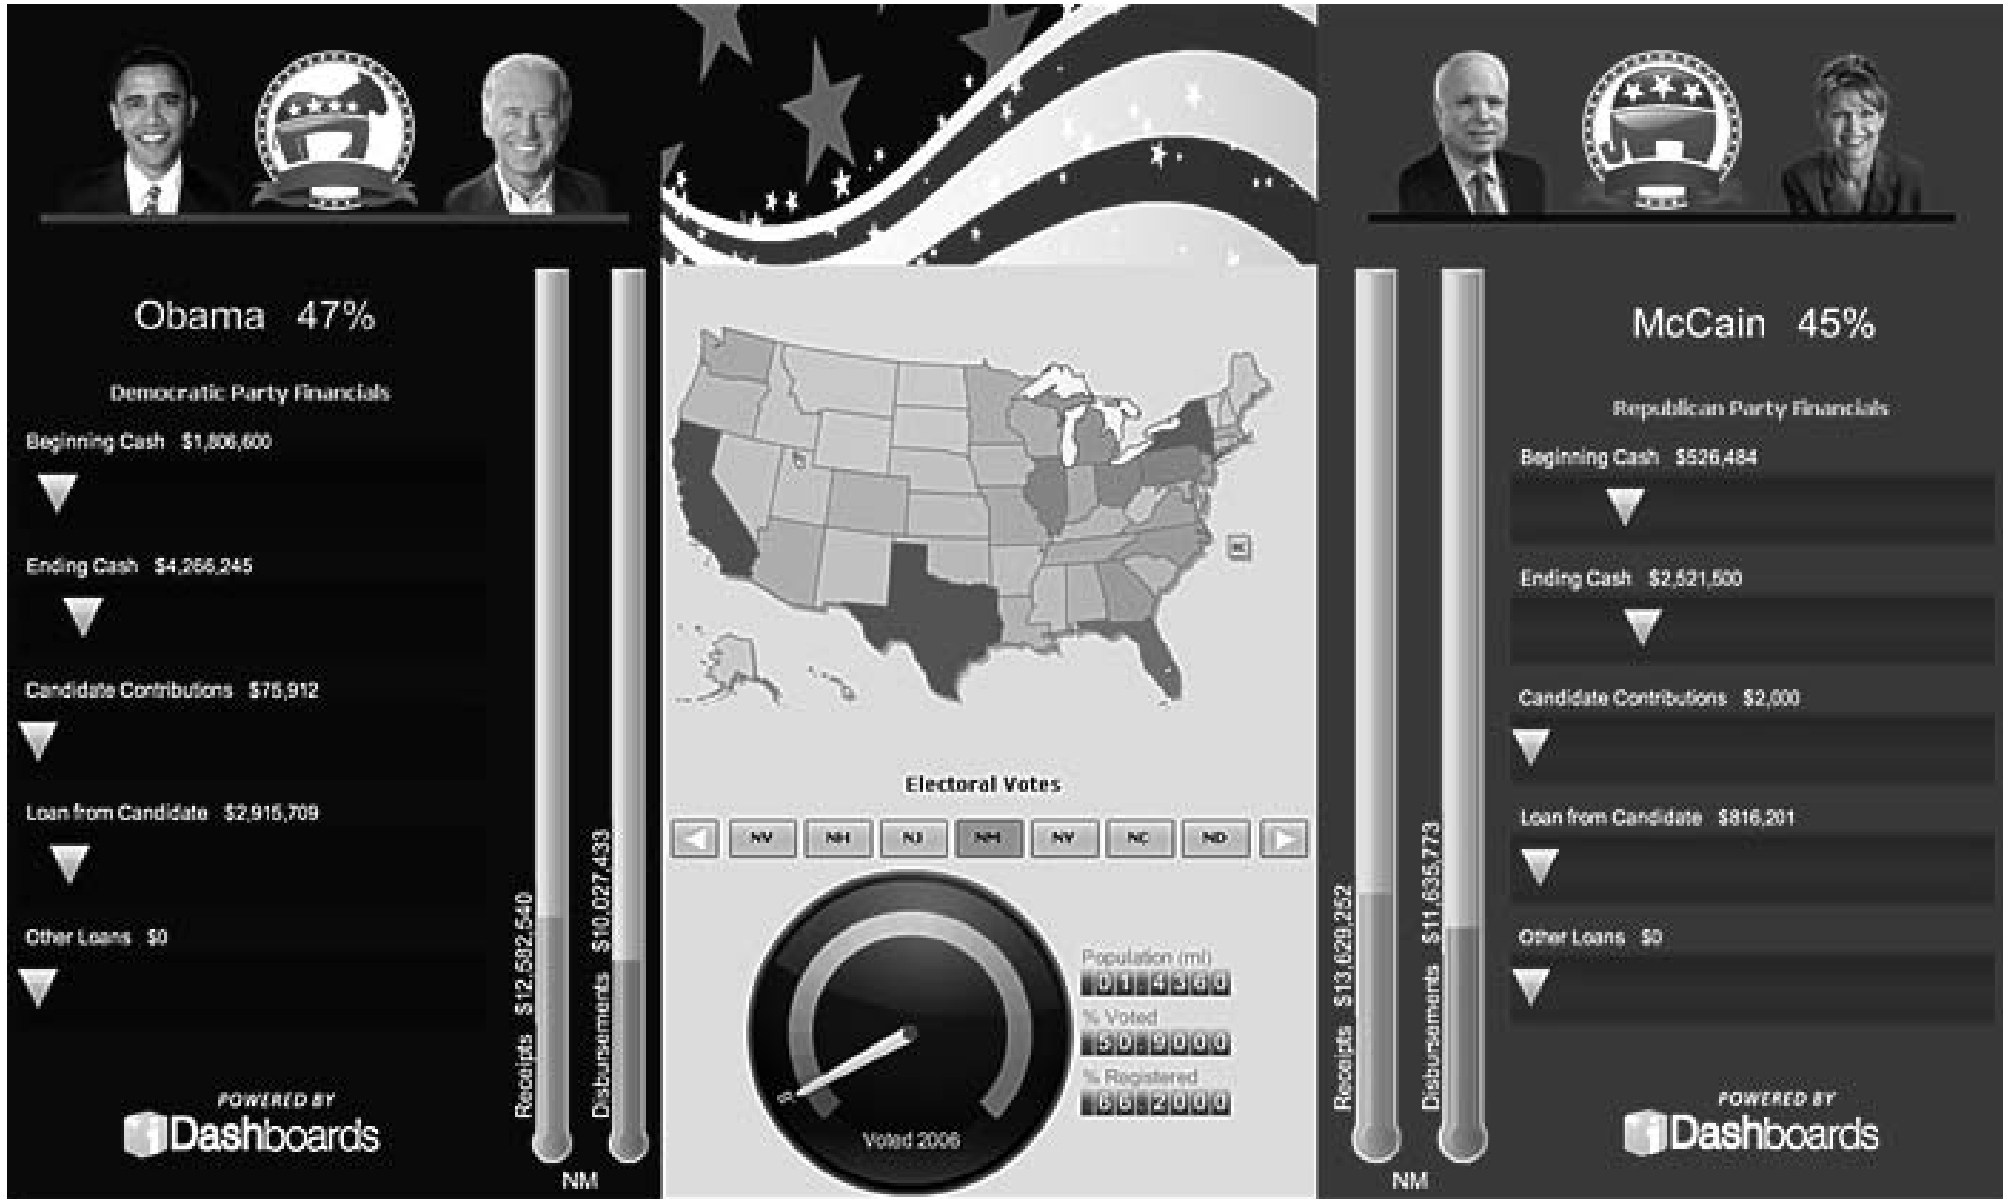 Obama 47%
Democratic Party Financials
Beginning Cash $1,806,600
Ending Cash $4,266,245
Candidate Contributions $75,912
Loan from Candidate $2,915,709
Other Loans $0
POWERED BY
iDashboards
Receipts $12,582,540
Disbursements $10,027,433
NM
Electoral Votes
NV NH NJ NM NY NC ND
Population (ml)
01.4360
% Voted
50.9000
% Registered
66.2000
Voted 2006
McCain 45%
Republican Party Financials
Beginning Cash $526,484
Ending Cash $2,521,500
Candidate Contributions $2,000
Loan from Candidate $816,201
Other Loans $0
Receipts $13,629,252
Disbursements $11,635,773
NM
POWERED BY
iDashboards